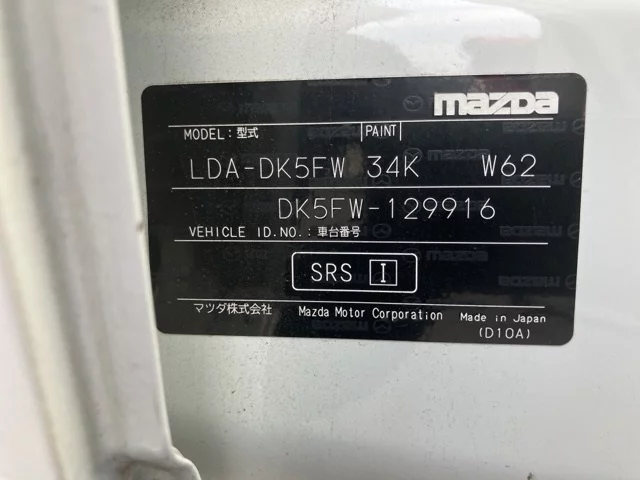 mazda
MODEL: 型式 PAINT
LDA-DK5FW 34K W62
DK5FW-129916
VEHICLE ID.NO.: 車台番号
SRS I
マツダ株式会社 Mazda Motor Corporation Made in Japan
(D10A)